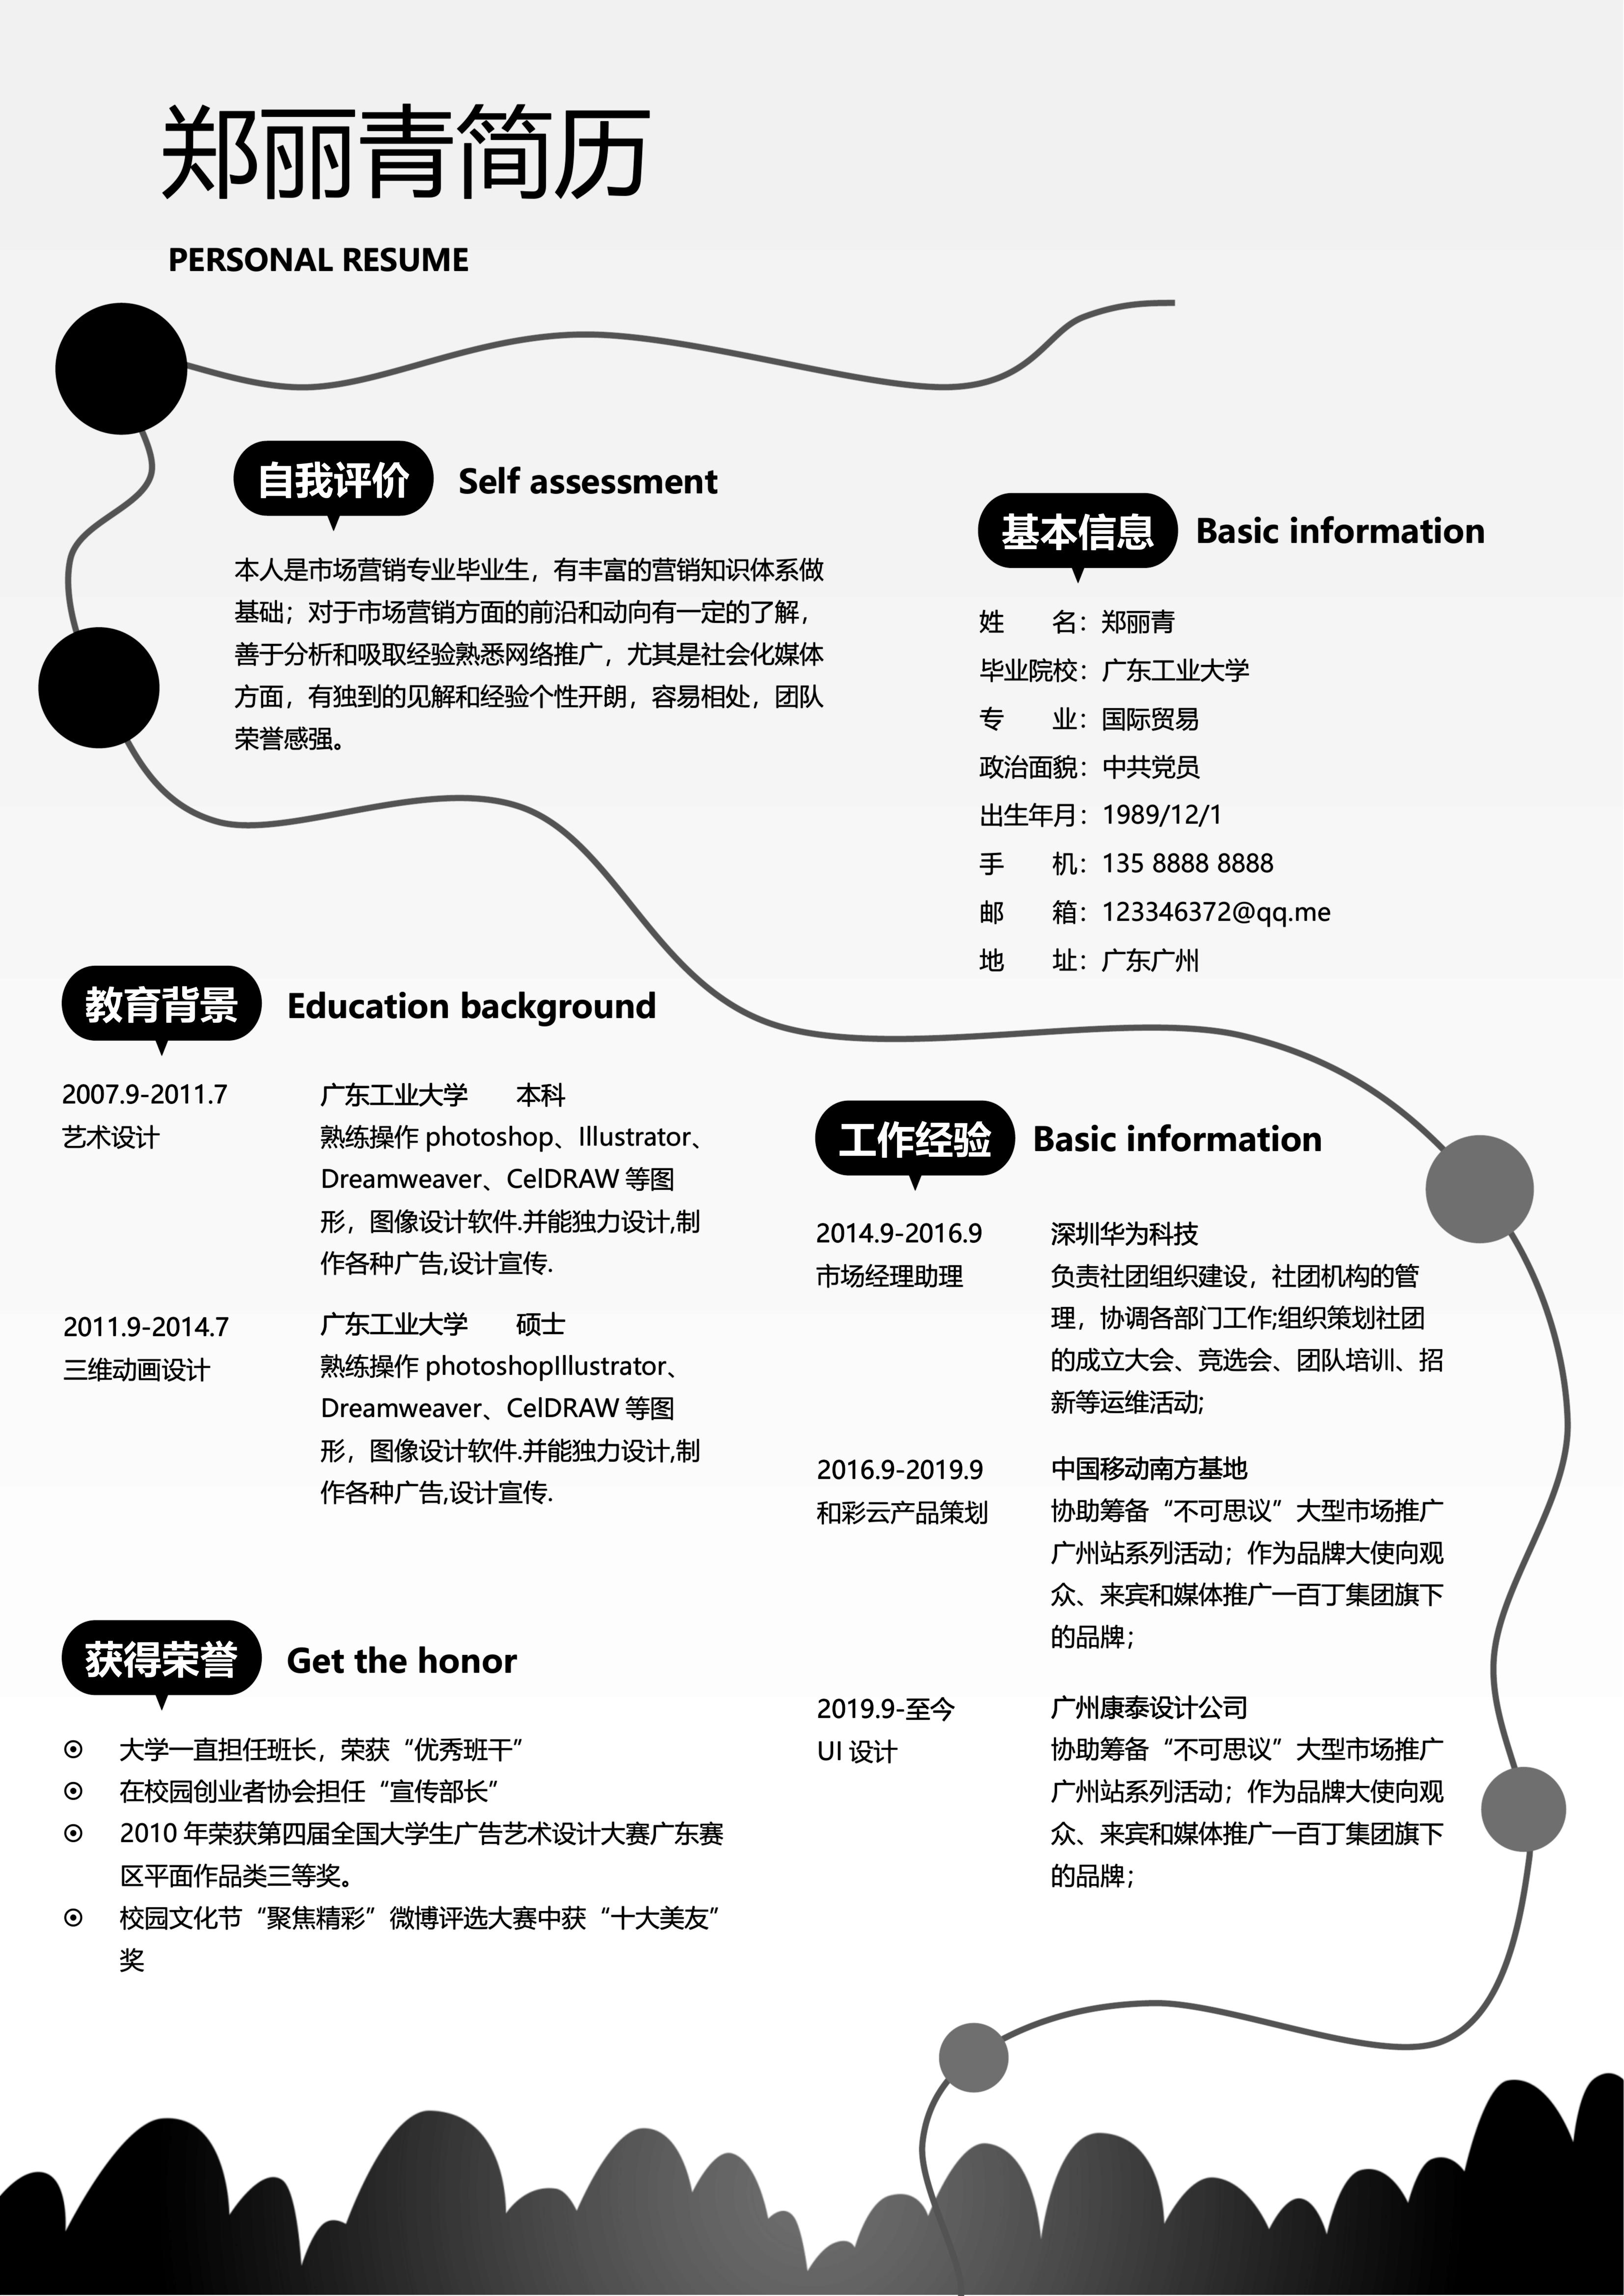 郑丽青简历
PERSONAL RESUME
自我评价 Self assessment
本人是市场营销专业毕业生，有丰富的营销知识体系做
基础；对于市场营销方面的前沿和动向有一定的了解，
善于分析和吸取经验熟悉网络推广，尤其是社会化媒体
方面，有独到的见解和经验个性开朗，容易相处，团队
荣誉感强。
基本信息 Basic information
姓 名：郑丽青
毕业院校：广东工业大学
专 业：国际贸易
政治面貌：中共党员
出生年月：1989/12/1
手 机：135 8888 8888
邮 箱：123346372@qq.me
地 址：广东广州
教育背景 Education background
2007.9-2011.7 广东工业大学 本科
艺术设计
熟练操作 photoshop、Illustrator、
Dreamweaver、CelDRAW 等图
形，图像设计软件.并能独力设计,制
作各种广告,设计宣传.
2011.9-2014.7 广东工业大学 硕士
三维动画设计
熟练操作 photoshopIllustrator、
Dreamweaver、CelDRAW 等图
形，图像设计软件.并能独力设计,制
作各种广告,设计宣传.
获得荣誉 Get the honor
大学一直担任班长，荣获“优秀班干”
在校园创业者协会担任“宣传部长”
2010 年荣获第四届全国大学生广告艺术设计大赛广东赛
区平面作品类三等奖。
校园文化节“聚焦精彩”微博评选大赛中获“十大美友”
奖
工作经验 Basic information
2014.9-2016.9 深圳华为科技
市场经理助理
负责社团组织建设，社团机构的管
理，协调各部门工作;组织策划社团
的成立大会、竞选会、团队培训、招
新等运维活动;
2016.9-2019.9 中国移动南方基地
和彩云产品策划
协助筹备“不可思议”大型市场推广
广州站系列活动；作为品牌大使向观
众、来宾和媒体推广一百丁集团旗下
的品牌；
2019.9-至今 广州康泰设计公司
UI 设计
协助筹备“不可思议”大型市场推广
广州站系列活动；作为品牌大使向观
众、来宾和媒体推广一百丁集团旗下
的品牌；